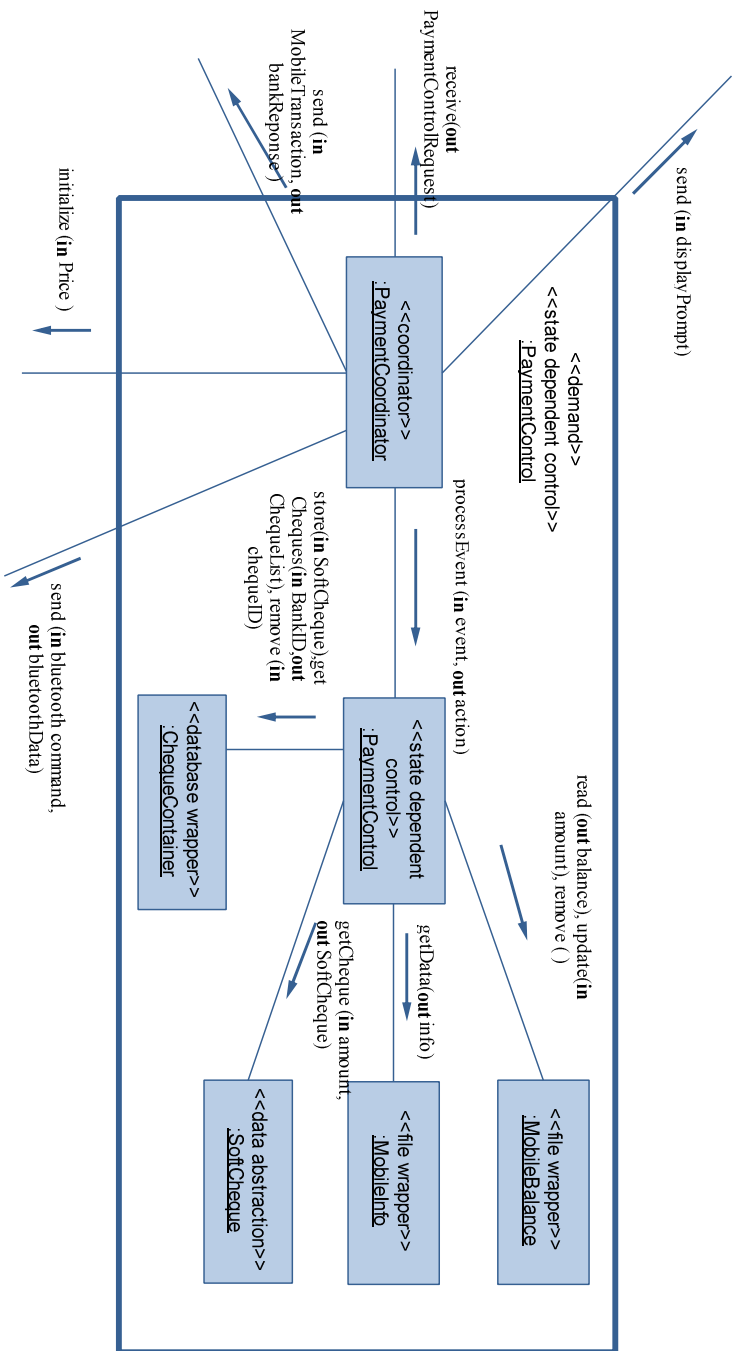 receive(out
PaymentControlRequest)
send (in
MobileTransaction, out
bankReponse )
initialize (in Price )
send (in displayPrompt)
<<demand>>
<<state dependent control>>
:PaymentControl
<<coordinator>>
:PaymentCoordinator
send (in bluetooth command,
out bluetoothData)
processEvent (in event, out action)
store(in SoftCheque),get
Cheques(in BankID,out
ChequeList), remove (in
chequeID)
<<state dependent
control>>
:PaymentControl
<<database wrapper>>
:ChequeContainer
read (out balance), update(in
amount), remove ( )
getData(out info)
getCheque (in amount,
out SoftCheque)
<<file wrapper>>
:MobileBalance
<<file wrapper>>
:MobileInfo
<<data abstraction>>
:SoftCheque